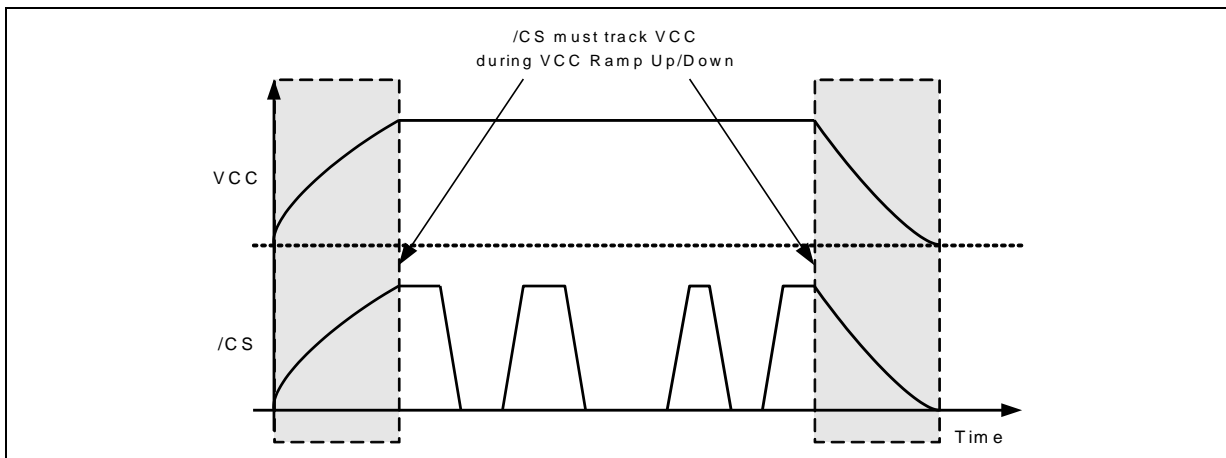 /CS must track VCC
during VCC Ramp Up/Down
VCC
/CS
Time